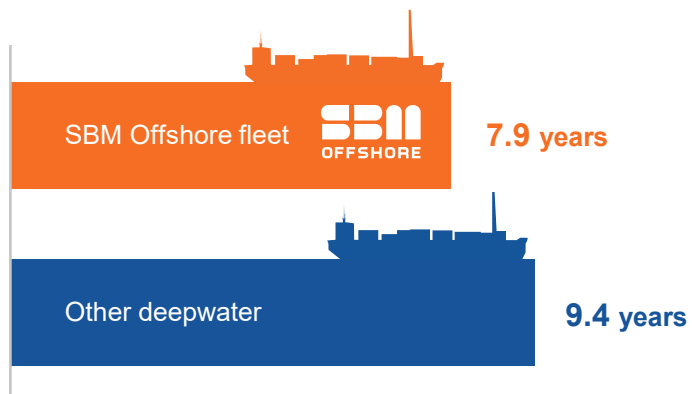 SBM Offshore fleet
SBM
OFFSHORE
7.9 years
Other deepwater
9.4 years